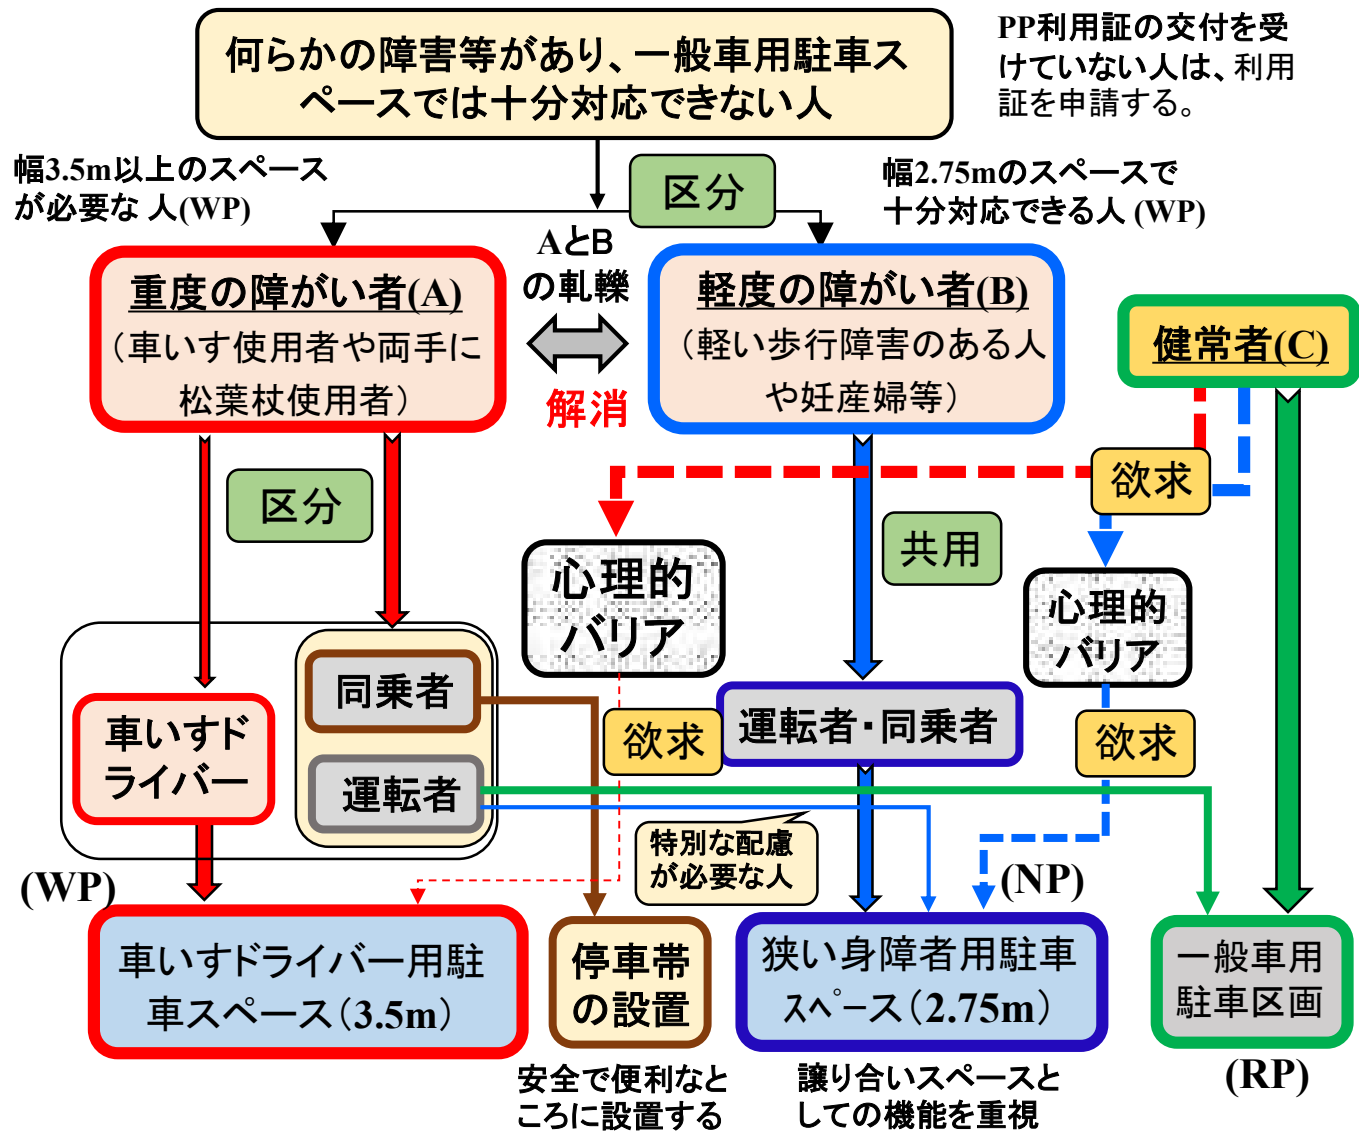 何らかの障害等があり、一般車用駐車ス
ペースでは十分対応できない人
PP利用証の交付を受
けていない人は、利用
証を申請する。
幅3.5m以上のスペース
が必要な 人(WP)
区分
幅2.75mのスペースで
十分対応できる人 (WP)
重度の障がい者(A)
（車いす使用者や両手に
松葉杖使用者）
AとB
の軋轢
解消
軽度の障がい者(B)
（軽い歩行障害のある人
や妊産婦等）
健常者(C)
区分
欲求
共用
心理的
バリア
心理的
バリア
同乗者
車いすド
ライバー
運転者
欲求
運転者・同乗者
欲求
特別な配慮
が必要な人
(WP)
(NP)
車いすドライバー用駐
車スペース（3.5m）
停車帯
の設置
狭い身障者用駐車
スペース（2.75m）
一般車用
駐車区画
安全で便利なと
ころに設置する
譲り合いスペースと
しての機能を重視
(RP)